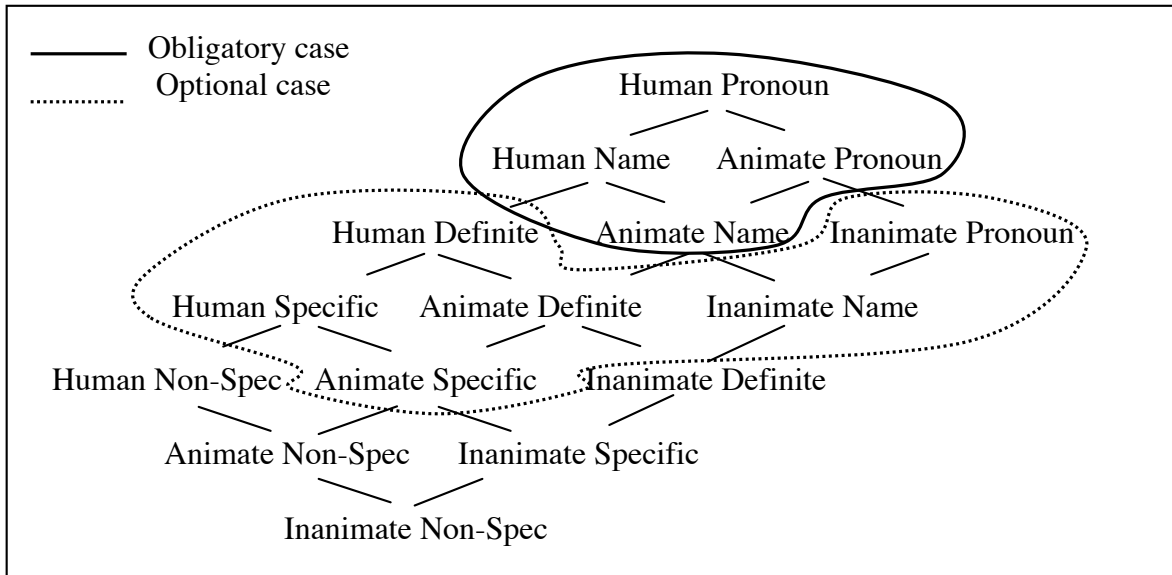 Obligatory case
Optional case
Human Pronoun
Human Name Animate Pronoun
Human Definite Animate Name Inanimate Pronoun
Human Specific Animate Definite Inanimate Name
Human Non-Spec Animate Specific Inanimate Definite
Animate Non-Spec Inanimate Specific
Inanimate Non-Spec